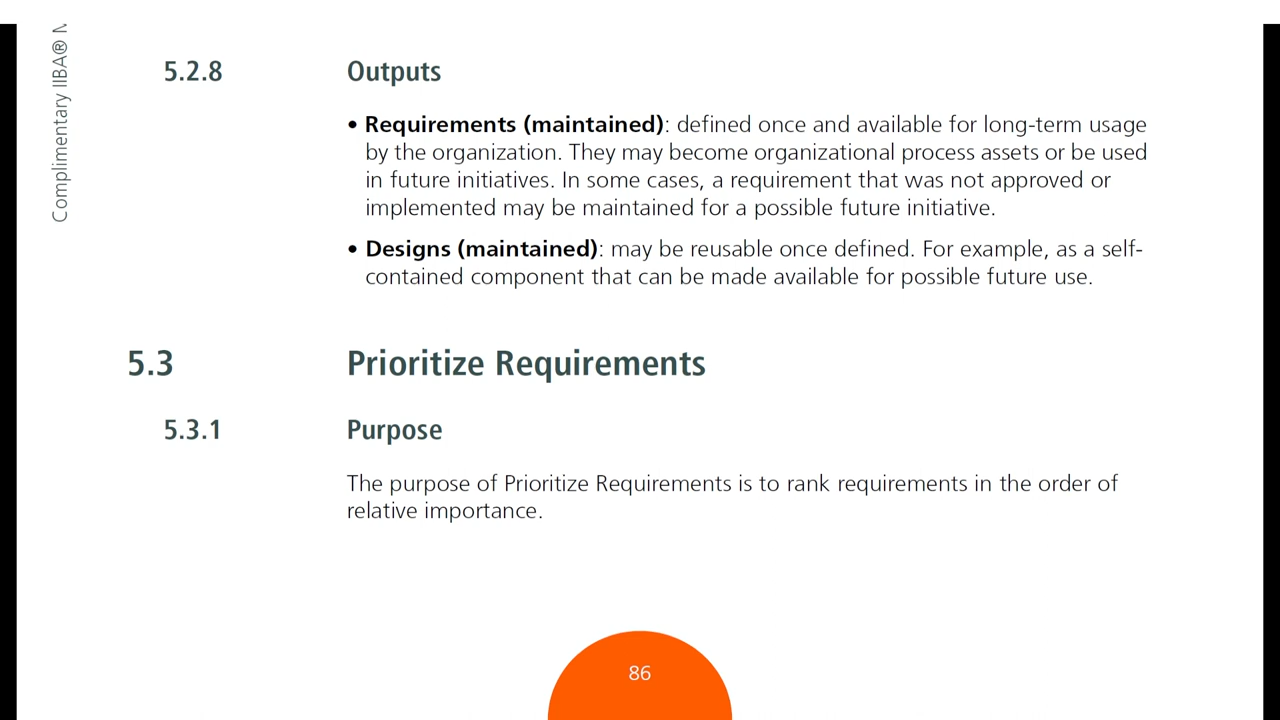 Complimentary IIBA®
5.2.8 Outputs
• Requirements (maintained): defined once and available for long-term usage
by the organization. They may become organizational process assets or be used
in future initiatives. In some cases, a requirement that was not approved or
implemented may be maintained for a possible future initiative.
• Designs (maintained): may be reusable once defined. For example, as a self-
contained component that can be made available for possible future use.
5.3 Prioritize Requirements
5.3.1 Purpose
The purpose of Prioritize Requirements is to rank requirements in the order of
relative importance.
86